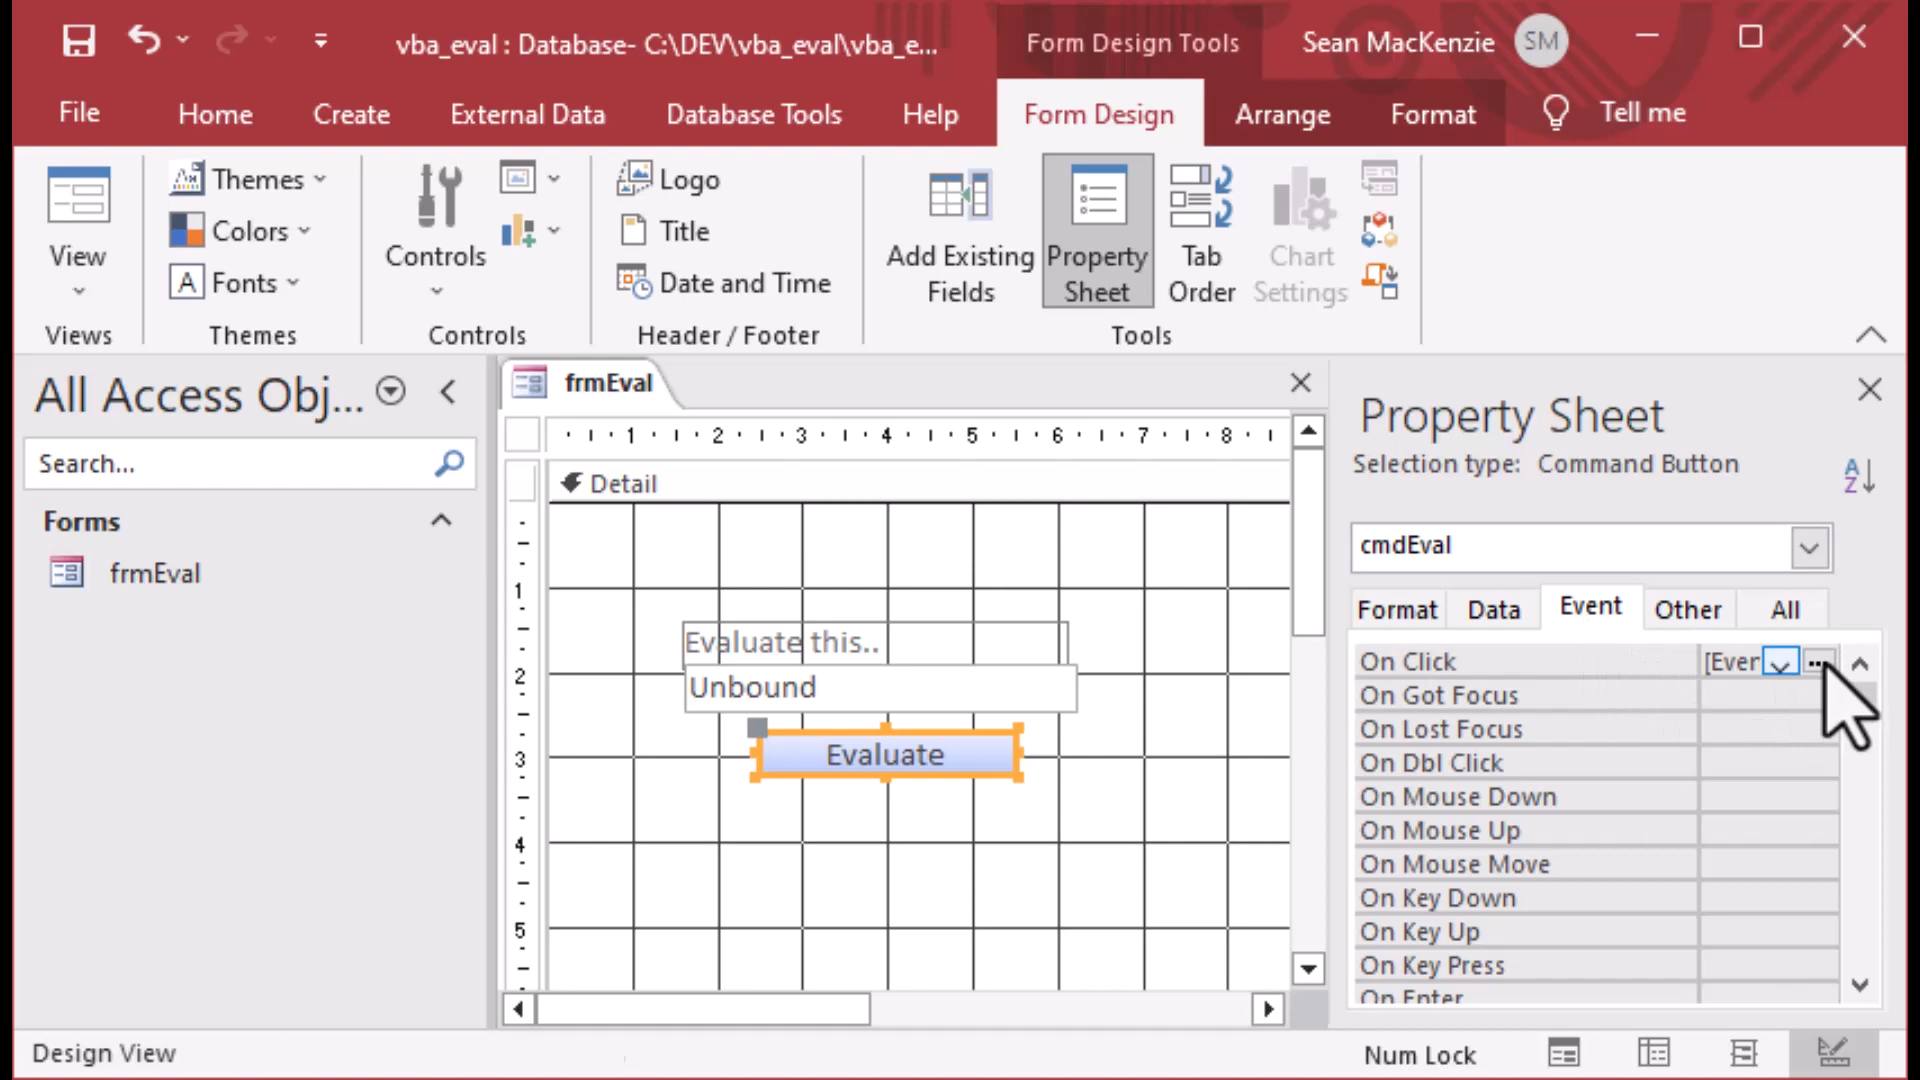 vba_eval : Database- C:\DEV\vba_eval\vba_e...
Form Design Tools
Sean MacKenzie
SM
File
Home
Create
External Data
Database Tools
Help
Form Design
Arrange
Format
Tell me
View
Views
Themes
Colors
A
Fonts
Themes
Controls
Controls
Logo
Title
Date and Time
Header / Footer
Add Existing
Fields
Property
Sheet
Tab
Order
Chart
Settings
Tools
All Access Obj...
Search...
Forms
frmEval
frmEval
1 2 3 4 5 6 7 8
Detail
1
2
3
4
5
Evaluate this..
Unbound
Evaluate
Property Sheet
Selection type: Command Button
A
Z
cmdEval
Format
Data
Event
Other
All
On Click
[Ever
...
On Got Focus
On Lost Focus
On Dbl Click
On Mouse Down
On Mouse Up
On Mouse Move
On Key Down
On Key Up
On Key Press
On Enter
Design View
Num Lock